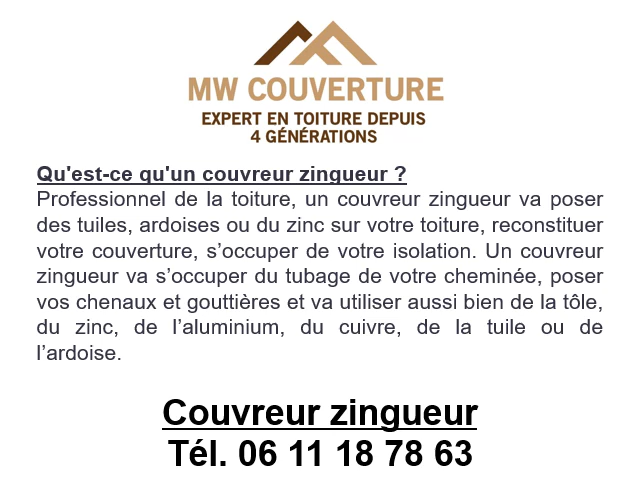 MW COUVERTURE
EXPERT EN TOITURE DEPUIS
4 GÉNÉRATIONS
Qu'est-ce qu'un couvreur zingueur ?
Professionnel de la toiture, un couvreur zingueur va poser
des tuiles, ardoises ou du zinc sur votre toiture, reconstituer
votre couverture, s’occuper de votre isolation. Un couvreur
zingueur va s’occuper du tubage de votre cheminée, poser
vos chenaux et gouttières et va utiliser aussi bien de la tôle,
du zinc, de l’aluminium, du cuivre, de la tuile ou de
l’ardoise.
Couvreur zingueur
Tél. 06 11 18 78 63